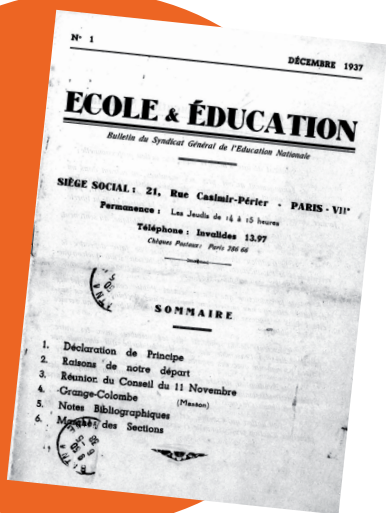 N° 1
DÉCEMBRE 1937
ECOLE & ÉDUCATION
Bulletin du Syndicat Général de l'Education Nationale
SIÈGE SOCIAL : 21, Rue Casimir-Périer - PARIS - VIIᵉ
Permanence : Les Jeudis de 14 à 15 heures
Téléphone : Invalides 13.97
Chèques Postaux : Paris 386 66
SOMMAIRE
1. Déclaration de Principe
2. Raisons de notre départ
3. Réunion du Conseil du 11 Novembre
4. Grange-Colombe (Masson)
5. Notes Bibliographiques
6. des Sections